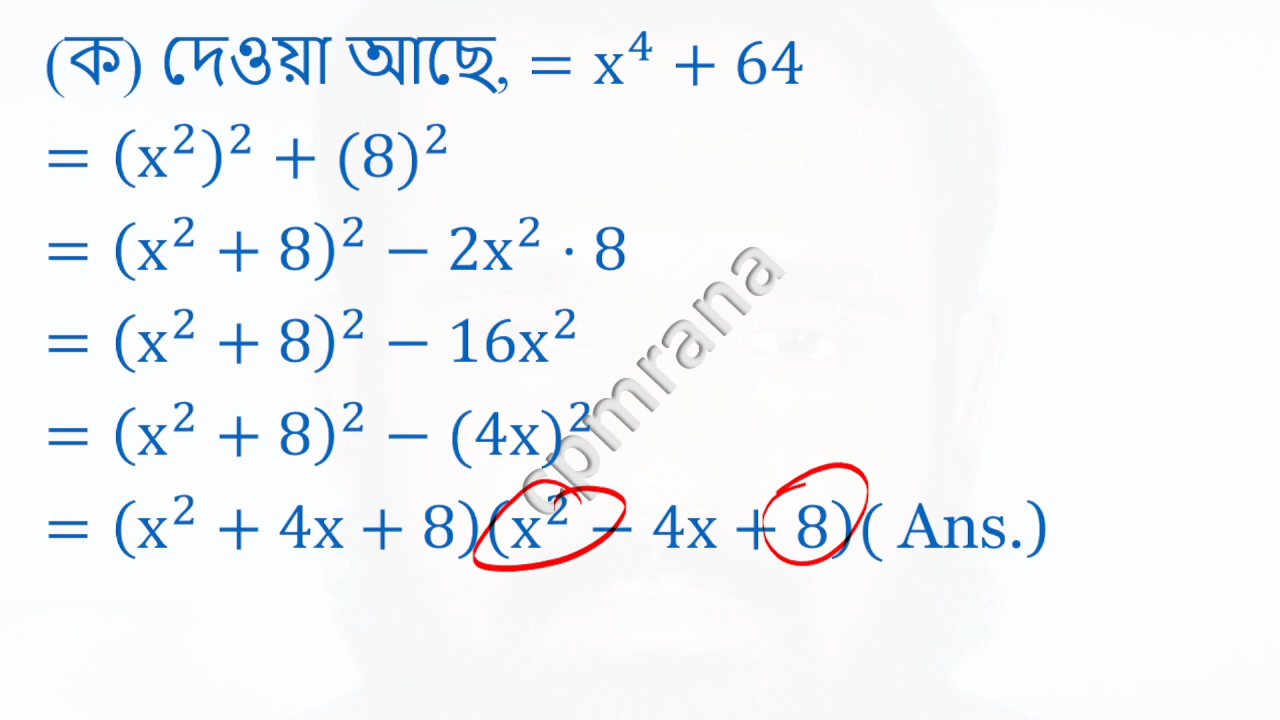 (ক) দেওয়া আছে, = x⁴ + 64
= (x²)² + (8)²
= (x² + 8)² − 2x² · 8
= (x² + 8)² − 16x²
= (x² + 8)² − (4x)²
= (x² + 4x + 8)(x² − 4x + 8)( Ans.)
cpmrana